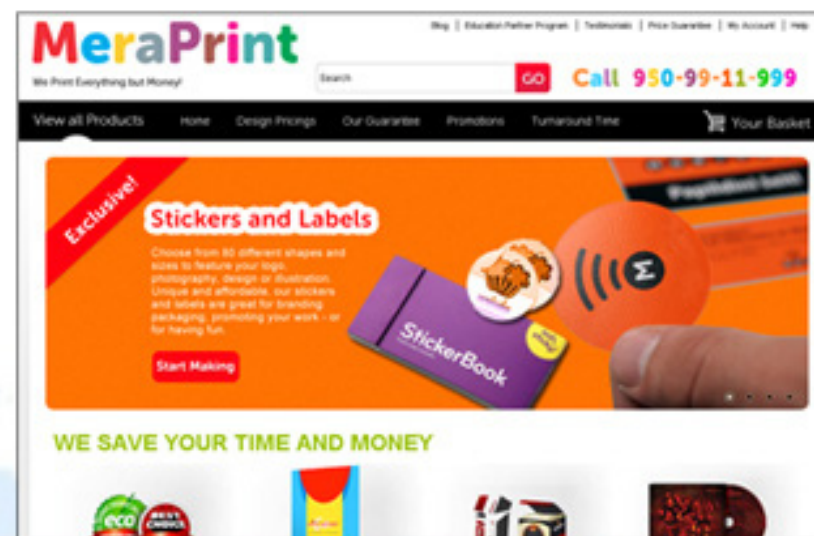 MeraPrint
Blog | Education Partner Program | Testimonials | Price Guarantee | My Account | Help
We Print Everything but Money!
Search
GO
Call 950-99-11-999
View all Products
Home
Design Pricings
Our Guarantee
Promotions
Turnaround Time
Your Basket
Exclusive!
Stickers and Labels
Choose from 80 different shapes and
sizes to feature your logo,
photography, design or illustration.
Unique and affordable, our stickers
and labels are great for branding
packaging, promoting your work - or
for having fun.
Start Making
StickerBook
M
WE SAVE YOUR TIME AND MONEY
eco
BEST
CHOICE